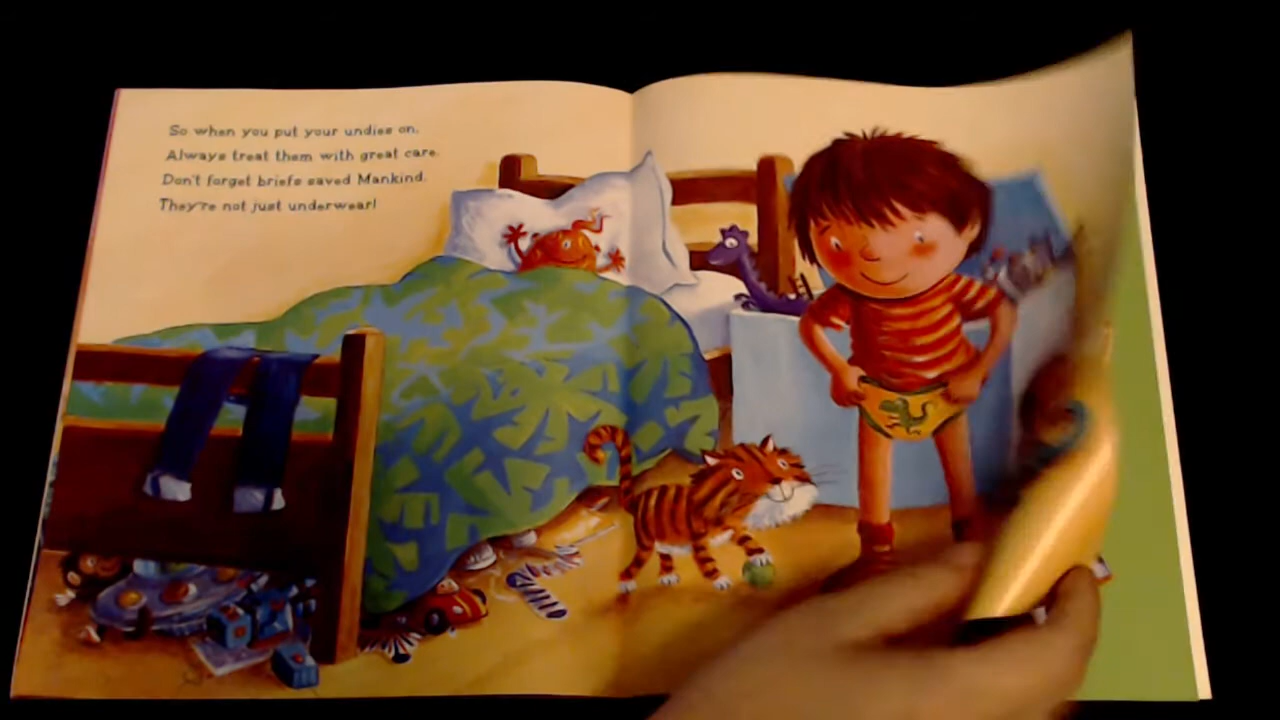 So when you put your undies on,
Always treat them with great care.
Don't forget briefs saved Mankind.
They're not just underwear!